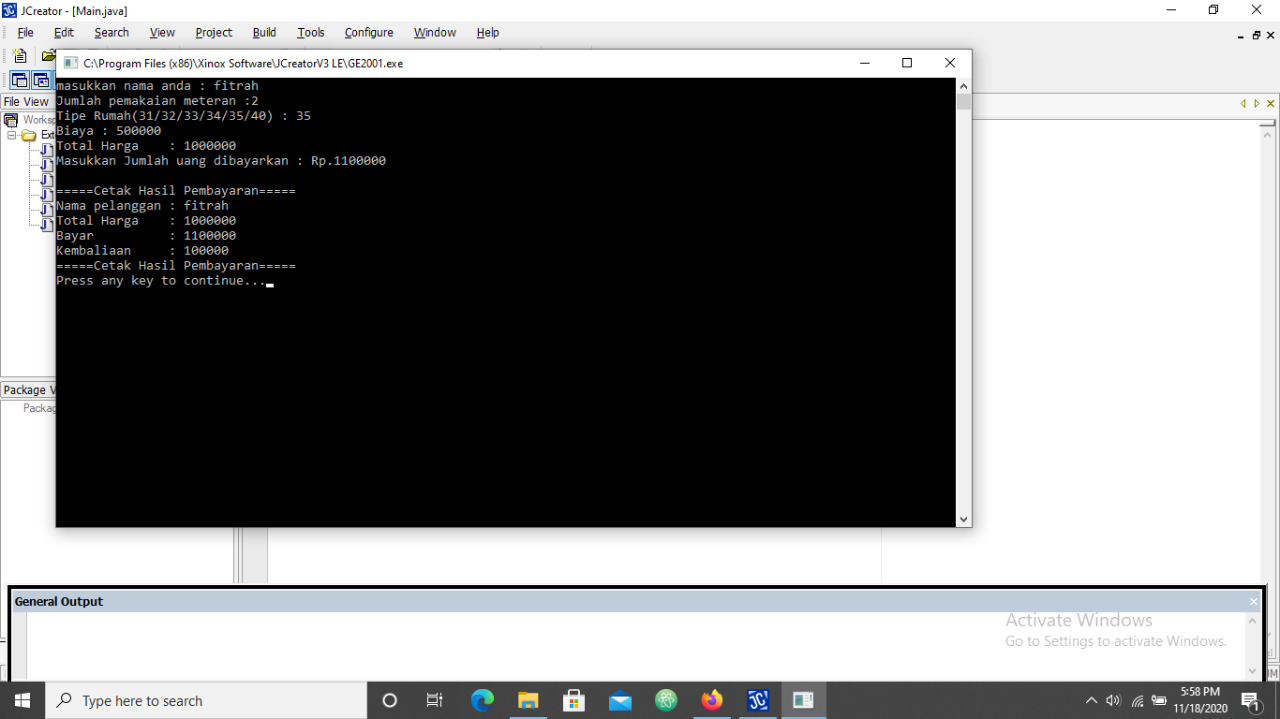 JCreator - [Main.java]
File Edit Search View Project Build Tools Configure Window Help
C:\Program Files (x86)\Xinox Software\JCreatorV3 LE\GE2001.exe
File View
masukkan nama anda : fitrah
Jumlah pemakaian meteran :2
Tipe Rumah(31/32/33/34/35/40) : 35
Biaya : 500000
Total Harga    : 1000000
Masukkan Jumlah uang dibayarkan : Rp.1100000
=====Cetak Hasil Pembayaran=====
Nama pelanggan : fitrah
Total Harga    : 1000000
Bayar          : 1100000
Kembaliaan     : 100000
=====Cetak Hasil Pembayaran=====
Press any key to continue...
Package V
General Output
Activate Windows
Go to Settings to activate Windows.
Type here to search
5:58 PM
11/18/2020
1